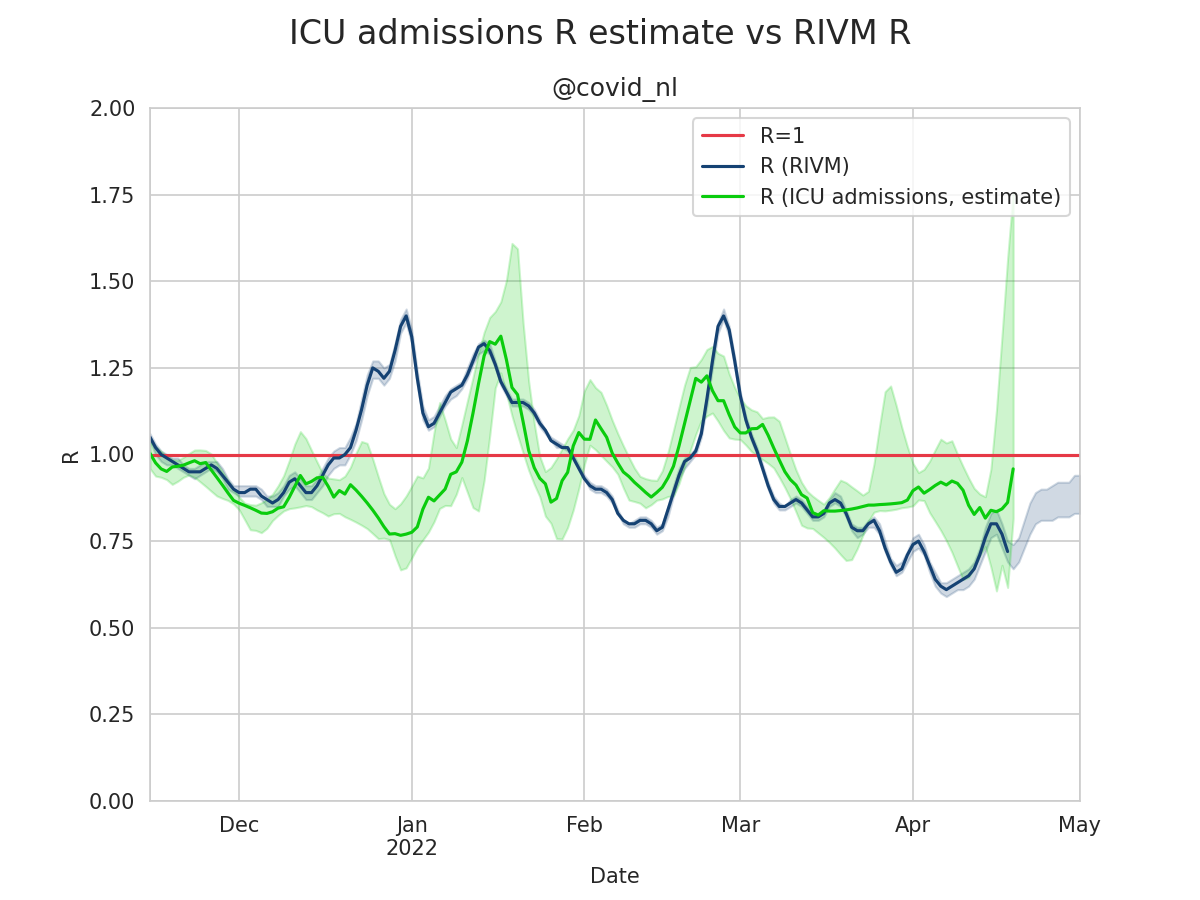 ICU admissions R estimate vs RIVM R
@covid_nl
2.00
R=1
R (RIVM)
R (ICU admissions, estimate)
1.75
1.50
1.25
1.00
R
0.75
0.50
0.25
0.00
Dec Jan Feb Mar Apr May
2022
Date